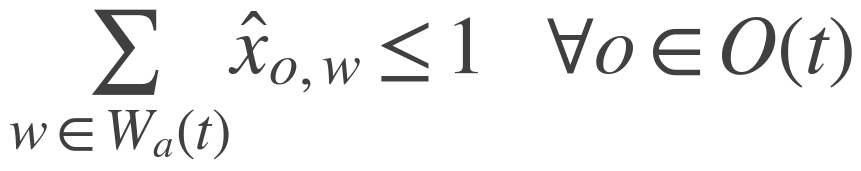 ∑_{w ∈ W_a(t)} x̂_{o,w} ≤ 1 ∀o ∈ O(t)